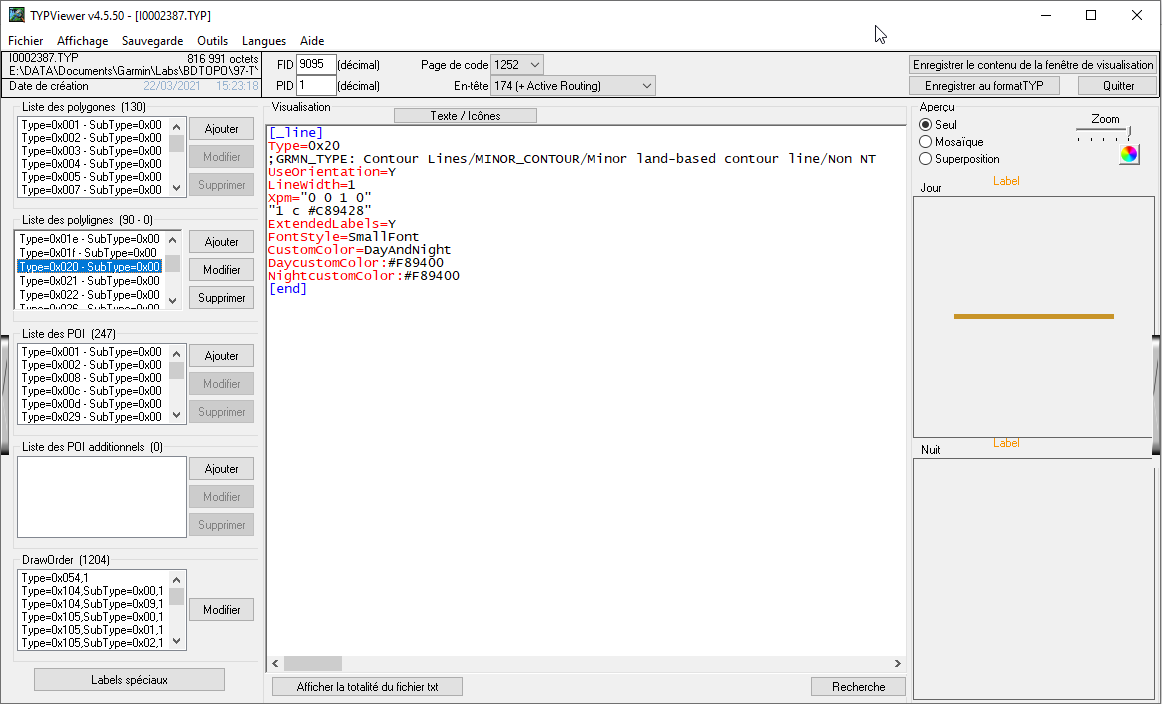 TYPViewer v4.5.50 - [I0002387.TYP]
Fichier Affichage Sauvegarde Outils Langues Aide
I0002387.TYP 816 991 octets
E:\DATA\Documents\Garmin\Labs\BDTOPO\97-T
Date de création 22/03/2021 15:23:18
FID 9095 (décimal)
PID 1 (décimal)
Page de code 1252
En-tête 174 (+ Active Routing)
Enregistrer le contenu de la fenêtre de visualisation
Enregistrer au formatTYP Quitter
Liste des polygones (130)
Type=0x001 - SubType=0x00
Type=0x002 - SubType=0x00
Type=0x003 - SubType=0x00
Type=0x004 - SubType=0x00
Type=0x005 - SubType=0x00
Type=0x007 - SubType=0x00
Ajouter
Modifier
Supprimer
Liste des polylignes (90 - 0)
Type=0x01e - SubType=0x00
Type=0x01f - SubType=0x00
Type=0x020 - SubType=0x00
Type=0x021 - SubType=0x00
Type=0x022 - SubType=0x00
Type=0x026 - SubType=0x00
Ajouter
Modifier
Supprimer
Liste des POI (247)
Type=0x001 - SubType=0x00
Type=0x002 - SubType=0x00
Type=0x008 - SubType=0x00
Type=0x00c - SubType=0x00
Type=0x00d - SubType=0x00
Type=0x029 - SubType=0x00
Ajouter
Modifier
Supprimer
Liste des POI additionnels (0)
Ajouter
Modifier
Supprimer
DrawOrder (1204)
Type=0x054,1
Type=0x104,SubType=0x00,1
Type=0x104,SubType=0x09,1
Type=0x105,SubType=0x00,1
Type=0x105,SubType=0x01,1
Type=0x105,SubType=0x02,1
Modifier
Labels spéciaux
Visualisation
Texte / Icônes
[_line]
Type=0x20
;GRMN_TYPE: Contour Lines/MINOR_CONTOUR/Minor land-based contour line/Non NT
UseOrientation=Y
LineWidth=1
Xpm="0 0 1 0"
"1 c #C89428"
ExtendedLabels=Y
FontStyle=SmallFont
CustomColor=DayAndNight
DaycustomColor:#F89400
NightcustomColor:#F89400
[end]
Afficher la totalité du fichier txt
Recherche
Aperçu
Seul
Mosaïque
Superposition
Zoom
Label
Jour
Label
Nuit